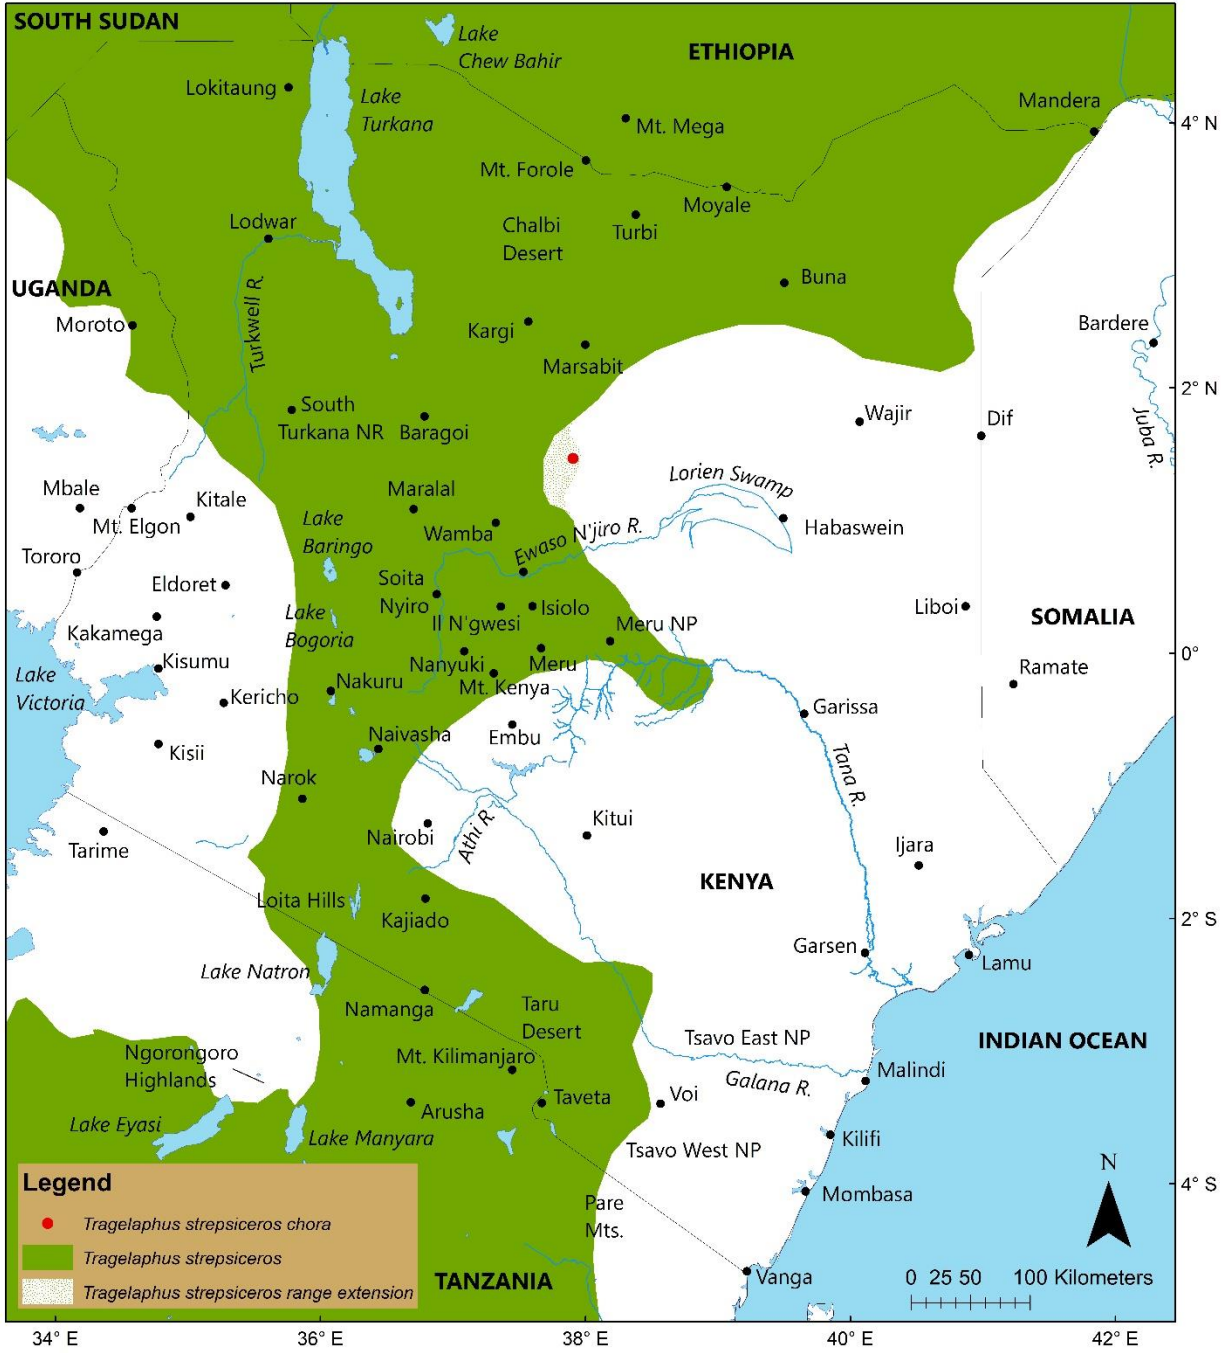 SOUTH SUDAN
Lake
Chew Bahir
ETHIOPIA
Lokitaung
Lake
Turkana
Mandera
4° N
Mt. Mega
Mt. Forole
Moyale
Lodwar
Chalbi
Desert
Turbi
UGANDA
Buna
Moroto
Turkwell R.
Kargi
Marsabit
Bardere
2° N
South
Turkana NR
Baragoi
Wajir
Dif
Juba R.
Mbale
Mt. Elgon
Kitale
Maralal
Lorien Swamp
Lake
Baringo
Wamba
Ewaso N'jiro R.
Habaswein
Tororo
Eldoret
Soita
Nyiro
Il N'gwesi
Isiolo
Liboi
SOMALIA
Kakamega
Lake
Bogoria
Meru NP
Kisumu
Nanyuki
Meru
0°
Lake
Victoria
Kericho
Nakuru
Mt. Kenya
Ramate
Garissa
Kisii
Naivasha
Embu
Tana R.
Narok
Tarime
Nairobi
Athi R.
Kitui
Ijara
KENYA
Loita Hills
Kajiado
2° S
Garsen
Lamu
Lake Natron
Namanga
Taru
Desert
Tsavo East NP
INDIAN OCEAN
Ngorongoro
Highlands
Mt. Kilimanjaro
Galana R.
Malindi
Lake Eyasi
Arusha
Taveta
Voi
Lake Manyara
Tsavo West NP
Kilifi
Legend
Tragelaphus strepsiceros chora
Tragelaphus strepsiceros
Tragelaphus strepsiceros range extension
Pare
Mts.
Mombasa
N
4° S
TANZANIA
Vanga
0 25 50 100 Kilometers
34° E 36° E 38° E 40° E 42° E